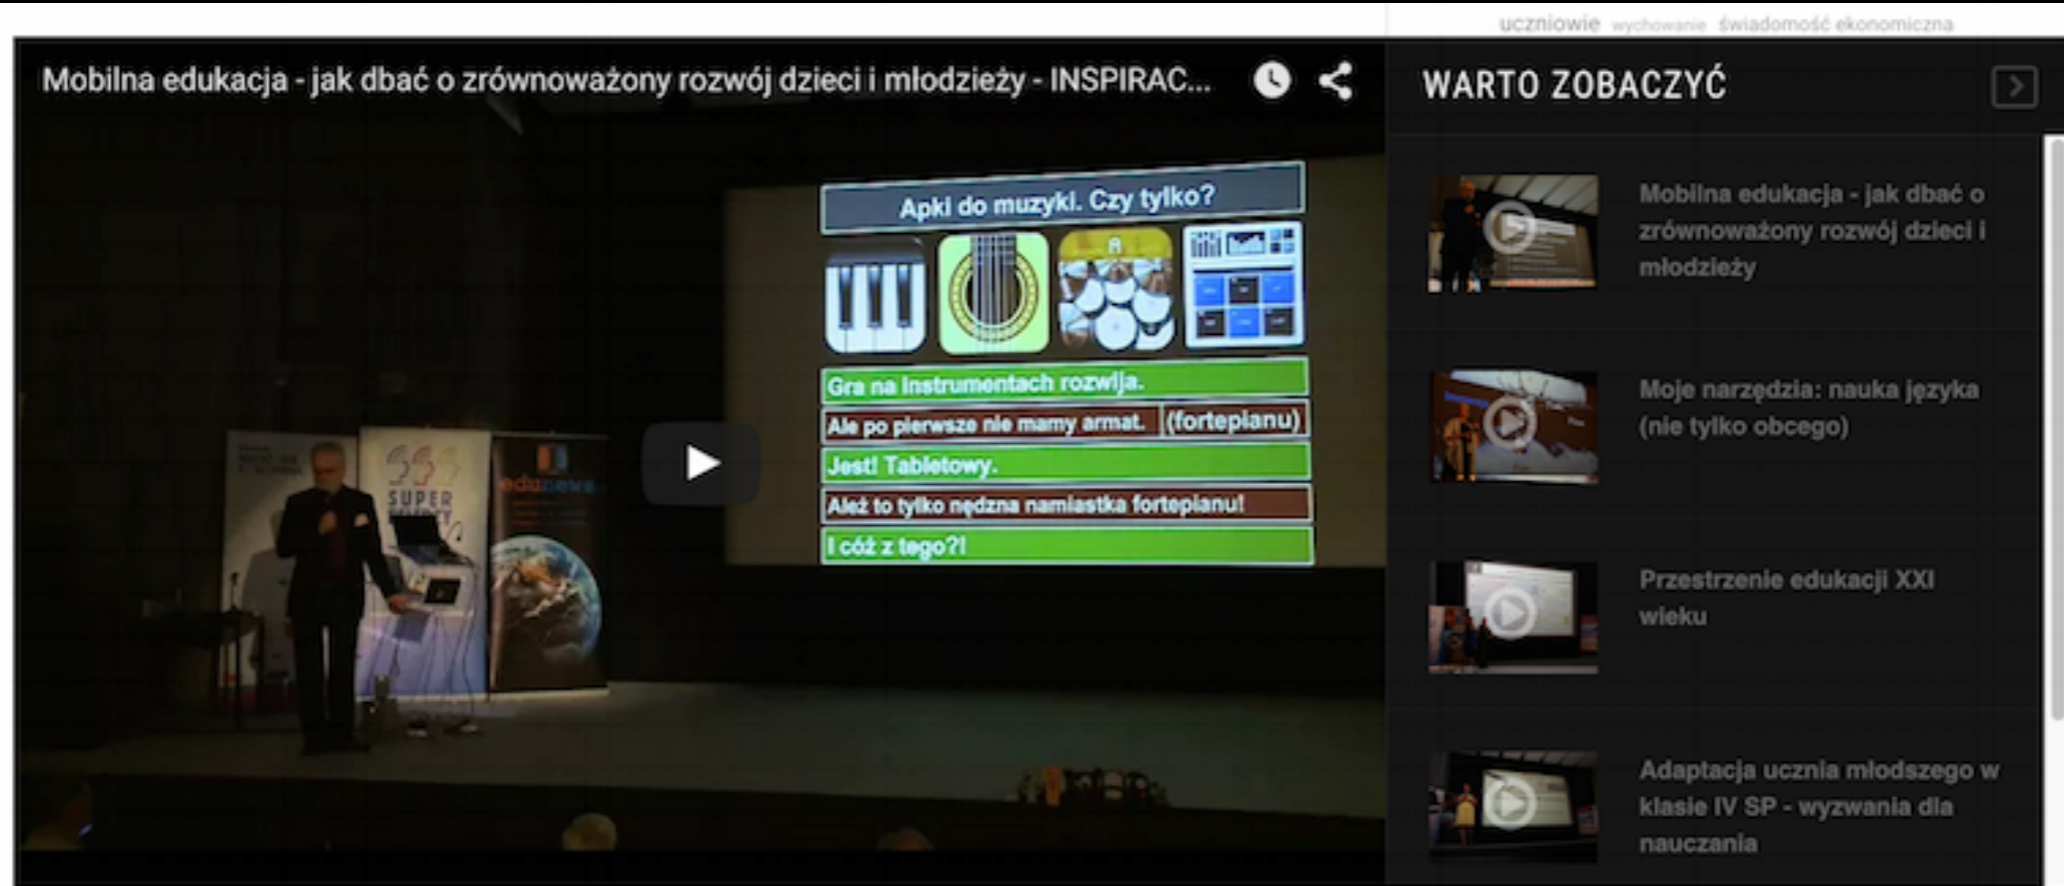 uczniowie wychowanie świadomość ekonomiczna
Mobilna edukacja - jak dbać o zrównoważony rozwój dzieci i młodzieży - INSPIRAC...
WARTO ZOBACZYĆ
Apki do muzyki. Czy tylko?
Gra na instrumentach rozwija.
Ale po pierwsze nie mamy armat. (fortepianu)
Jest! Tabletowy.
Ależ to tylko nędzna namiastka fortepianu!
I cóż z tego?!
SUPER
edunews
Mobilna edukacja - jak dbać o
zrównoważony rozwój dzieci i
młodzieży
Moje narzędzia: nauka języka
(nie tylko obcego)
Przestrzenie edukacji XXI
wieku
Adaptacja ucznia młodszego w
klasie IV SP - wyzwania dla
nauczania